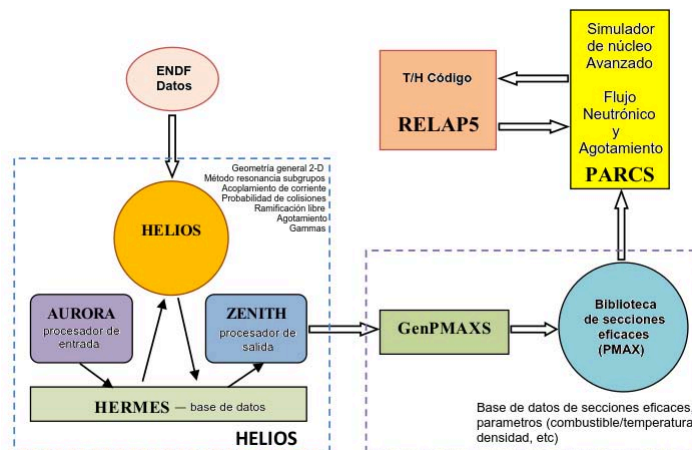 ENDF
Datos
Geometría general 2-D
Método resonancia subgrupos
Acoplamiento de corriente
Probabilidad de colisiones
Ramificación libre
Agotamiento
Gammas
HELIOS
AURORA
procesador de
entrada
ZENITH
procesador de
salida
HERMES — base de datos
HELIOS
T/H Código
RELAP5
Simulador
de núcleo
Avanzado
Flujo
Neutrónico
y
Agotamiento
PARCS
GenPMAXS
Biblioteca
de secciones
eficaces
(PMAX)
Base de datos de secciones eficaces,
parametros (combustible/temperatura
densidad, etc)